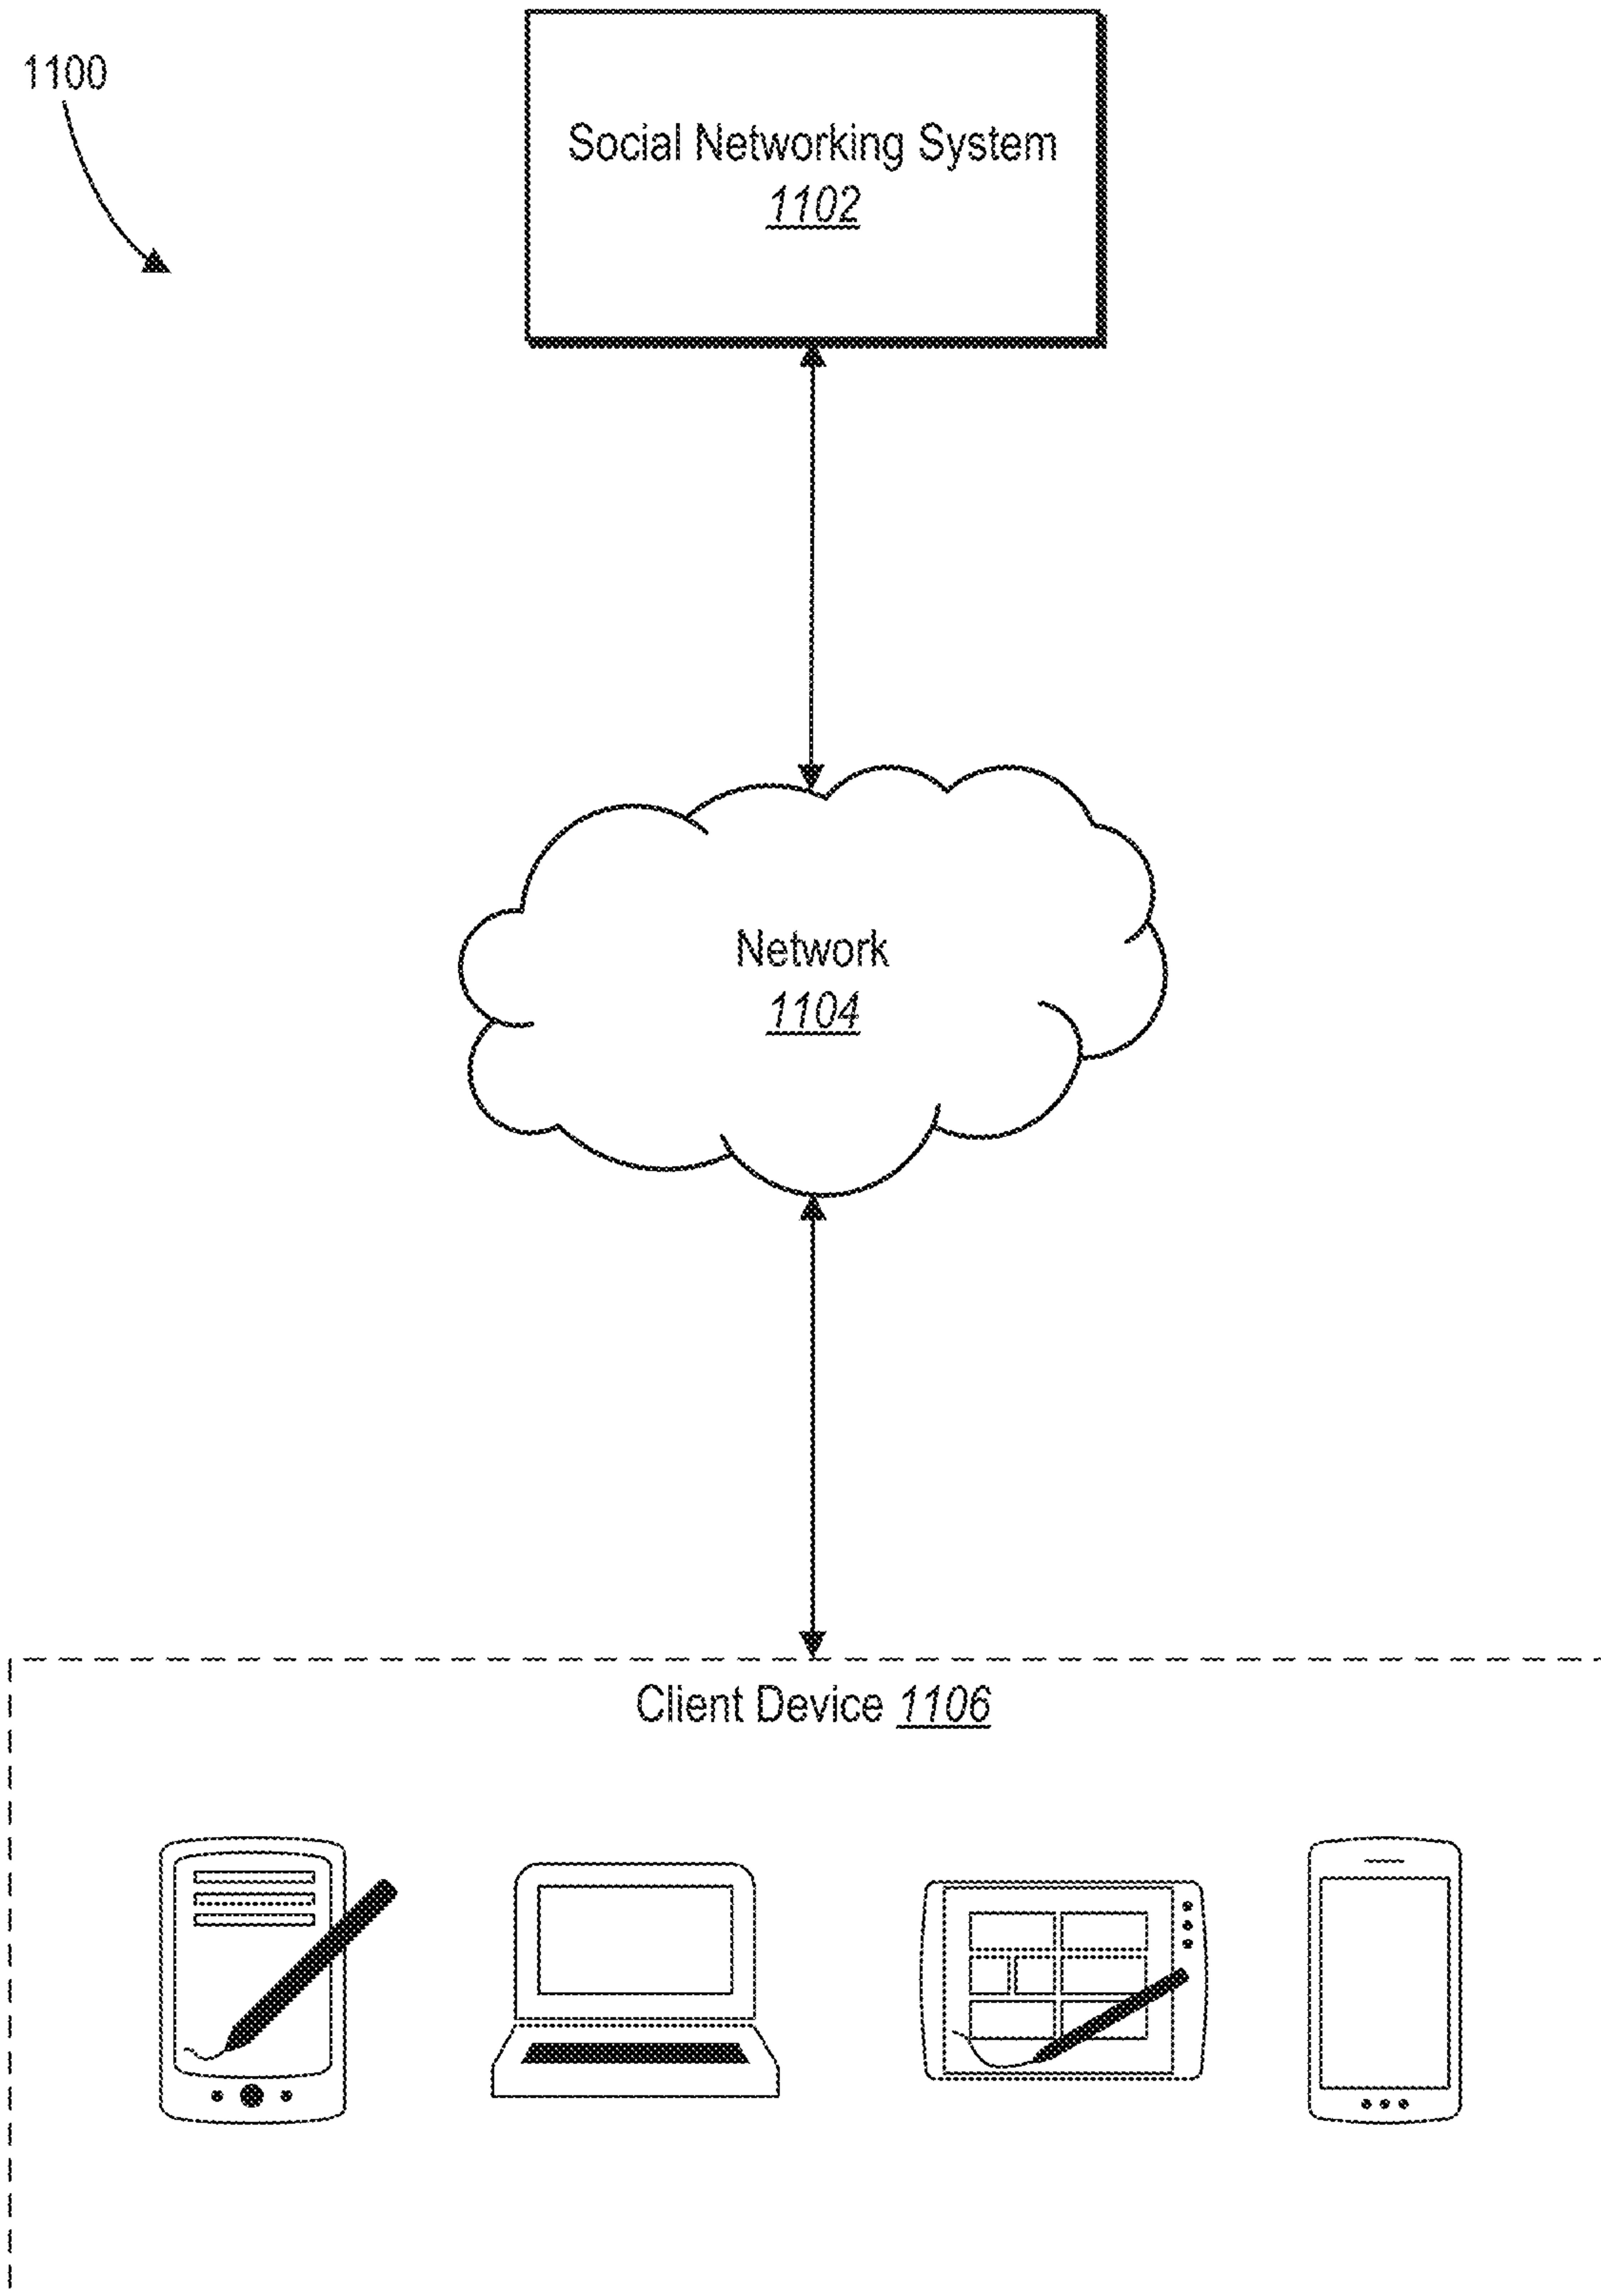 1100
Social Networking System
1102
Network
1104
Client Device 1106